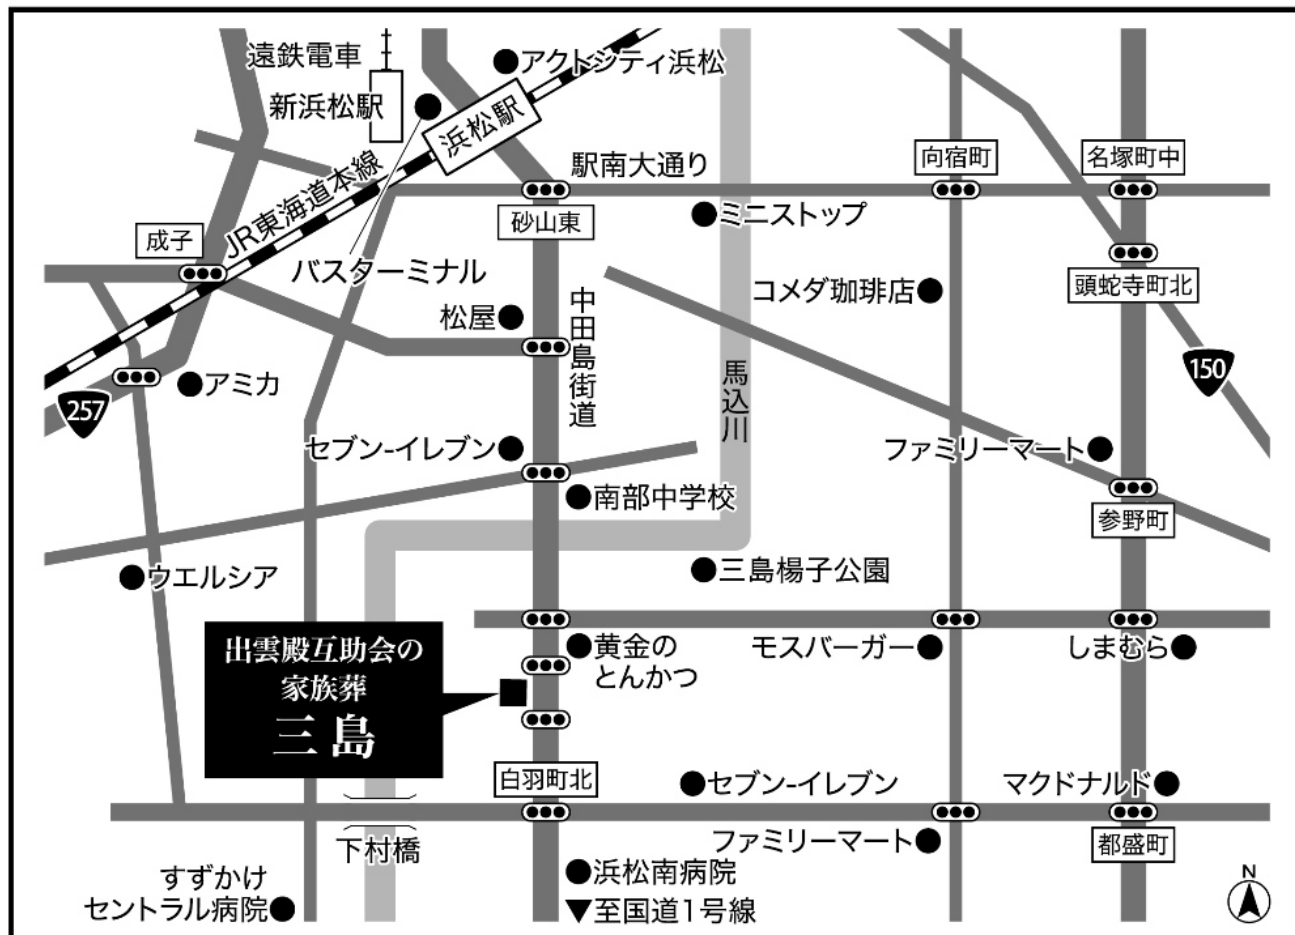 遠鉄電車
アクトシティ浜松
新浜松駅
浜松駅
駅南大通り
向宿町
名塚町中
JR東海道本線
ミニストップ
砂山東
成子
バスターミナル
コメダ珈琲店
頭蛇寺町北
松屋
中田島街道
馬込川
150
アミカ
257
セブン-イレブン
ファミリーマート
南部中学校
参野町
ウエルシア
三島楊子公園
出雲殿互助会の
家族葬
三島
黄金の
とんかつ
モスバーガー
しまむら
白羽町北
セブン-イレブン
マクドナルド
下村橋
ファミリーマート
都盛町
すずかけ
セントラル病院
浜松南病院
▼至国道1号線
N